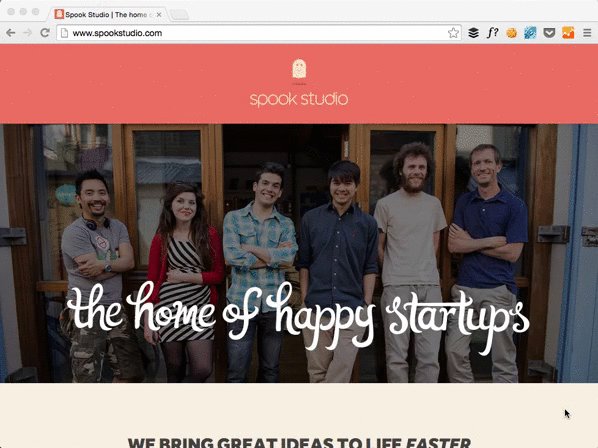 Spook Studio | The home o
www.spookstudio.com
f?
spook studio
the home of happy startups
WE BRING GREAT IDEAS TO LIFE FASTER